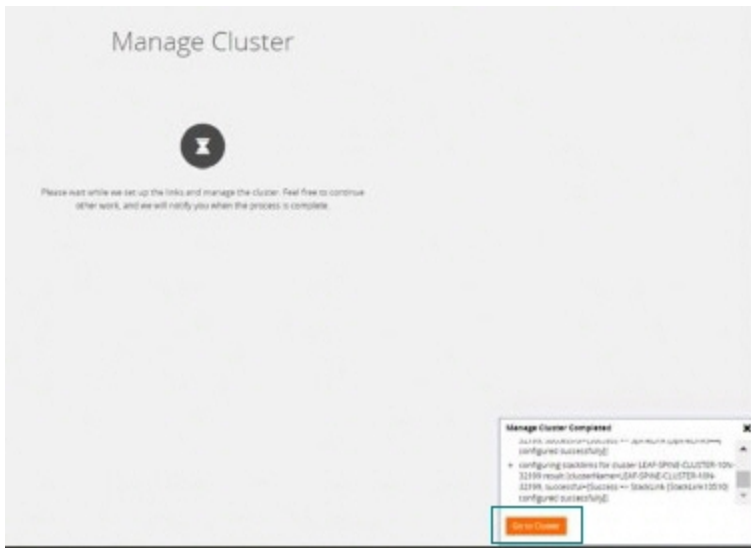 Manage Cluster
Please wait while we set up the links and manage the cluster. Feel free to continue
other work, and we will notify you when the process is complete.
Manage Cluster Completed
configured successfully]
configuring stacklinks for cluster LEAF-SPINE-CLUSTER-10N-
32199 result [clusterName=LEAF-SPINE-CLUSTER-10N-
32199, successful=[Success -- StackLink [StackLink10510]
configured successfully]
Go to Cluster